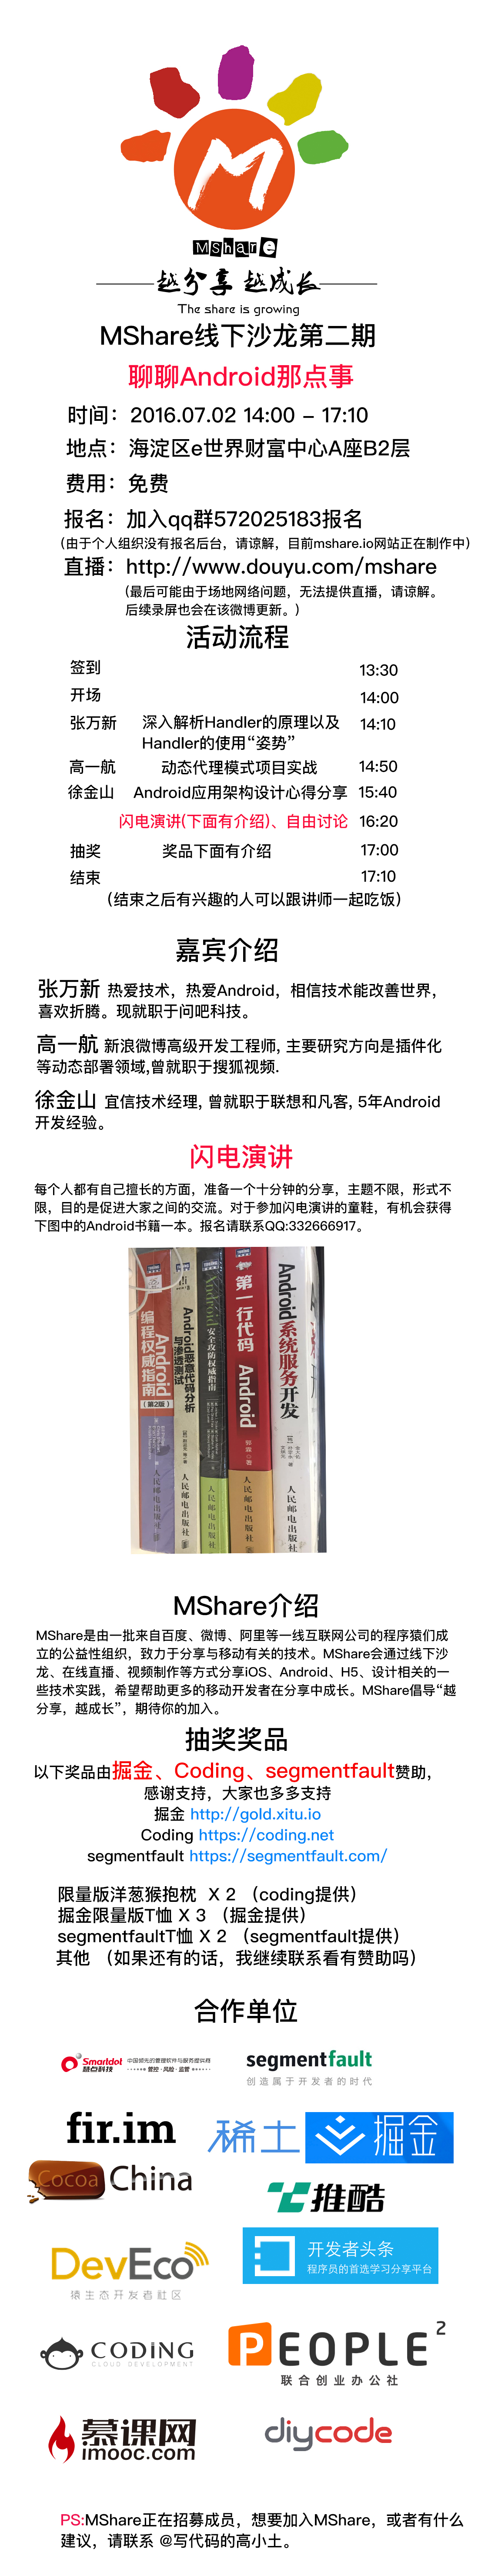 M
MShare
越分享 越成长
The share is growing
MShare线下沙龙第二期
聊聊Android那点事
时间：2016.07.02 14:00 – 17:10
地点：海淀区e世界财富中心A座B2层
费用：免费
报名：加入qq群572025183报名
(由于个人组织没有报名后台，请谅解，目前mshare.io网站正在制作中)
直播：http://www.douyu.com/mshare
(最后可能由于场地网络问题，无法提供直播，请谅解。
后续录屏也会在该微博更新。)
活动流程
签到 13:30
开场 14:00
张万新 深入解析Handler的原理以及 14:10
Handler的使用“姿势”
高一航 动态代理模式项目实战 14:50
徐金山 Android应用架构设计心得分享 15:40
闪电演讲(下面有介绍)、自由讨论 16:20
抽奖 奖品下面有介绍 17:00
结束 17:10
（结束之后有兴趣的人可以跟讲师一起吃饭）
嘉宾介绍
张万新 热爱技术，热爱Android，相信技术能改善世界，
喜欢折腾。现就职于问吧科技。
高一航 新浪微博高级开发工程师, 主要研究方向是插件化
等动态部署领域,曾就职于搜狐视频.
徐金山 宜信技术经理, 曾就职于联想和凡客, 5年Android
开发经验。
闪电演讲
每个人都有自己擅长的方面，准备一个十分钟的分享，主题不限，形式不
限，目的是促进大家之间的交流。对于参加闪电演讲的童鞋，有机会获得
下图中的Android书籍一本。报名请联系QQ:332666917。
Android
编程权威指南
（第2版）
人民邮电出版社
Android恶意代码分析
与渗透测试
人民邮电出版社
Android
安全攻防权威指南
人民邮电出版社
第一行代码 Android
郭霖 著
人民邮电出版社
Android系统服务开发
人民邮电出版社
MShare介绍
MShare是由一批来自百度、微博、阿里等一线互联网公司的程序猿们成
立的公益性组织，致力于分享与移动有关的技术。MShare会通过线下沙
龙、在线直播、视频制作等方式分享iOS、Android、H5、设计相关的一
些技术实践，希望帮助更多的移动开发者在分享中成长。MShare倡导“越
分享，越成长”，期待你的加入。
抽奖奖品
以下奖品由掘金、Coding、segmentfault赞助，
感谢支持，大家也多多支持
掘金 http://gold.xitu.io
Coding https://coding.net
segmentfault https://segmentfault.com/
限量版洋葱猴抱枕 X 2 （coding提供）
掘金限量版T恤 X 3 （掘金提供）
segmentfaultT恤 X 2 （segmentfault提供）
其他 （如果还有的话，我继续联系看有赞助吗）
合作单位
Smartdot 中国领先的管理软件与服务提供商
慧点科技 管控·风险·监管
segmentfault
创造属于开发者的时代
fir.im
稀土 掘金
Cocoa China
推酷
DevEco
猿生态开发者社区
开发者头条
程序员的首选学习分享平台
CODING
CLOUD DEVELOPMENT
PEOPLE²
联合创业办公社
慕课网
imooc.com
diycode
PS:MShare正在招募成员，想要加入MShare，或者有什么
建议，请联系 @写代码的高小土。